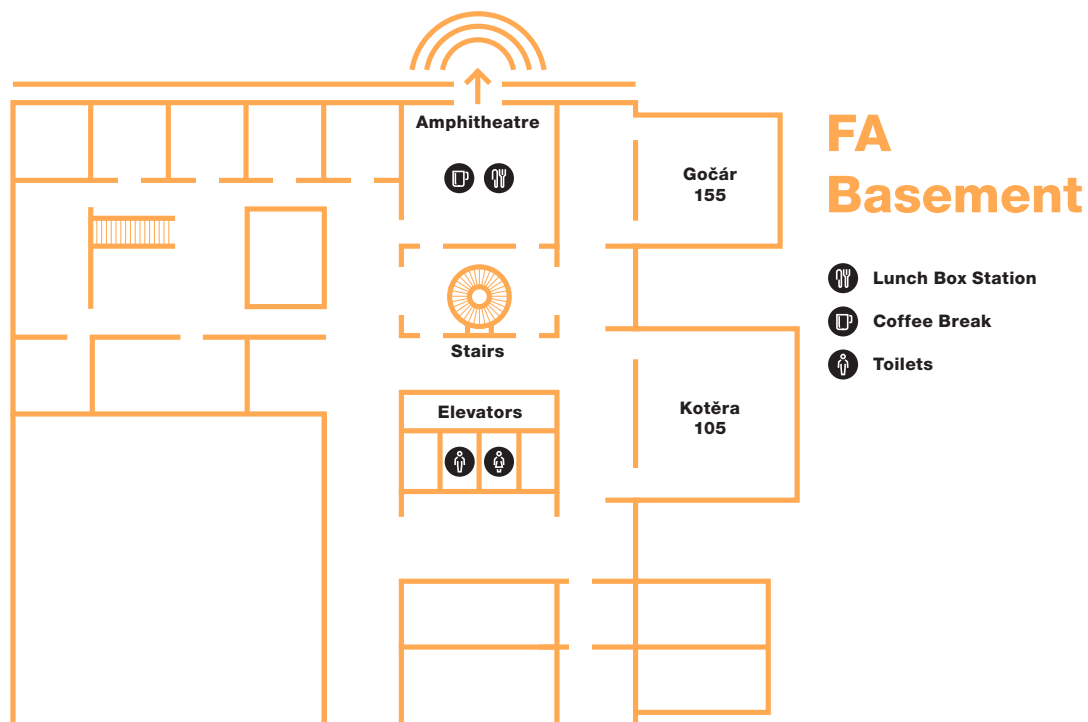 Amphitheatre
Gočár
155
Stairs
Elevators
Kotěra
105
FA
Basement
Lunch Box Station
Coffee Break
Toilets